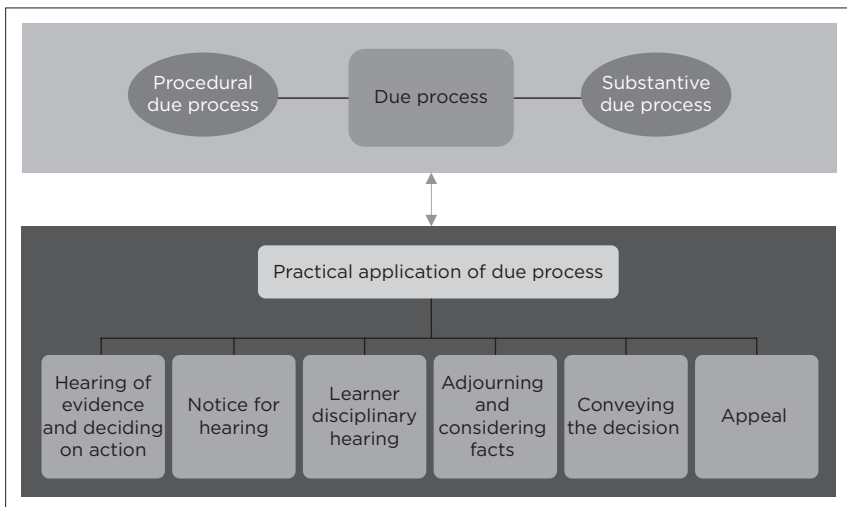 Procedural
due process
Due process
Substantive
due process
Practical application of due process
Hearing of
evidence
and deciding
on action
Notice for
hearing
Learner
disciplinary
hearing
Adjourning
and
considering
facts
Conveying
the decision
Appeal